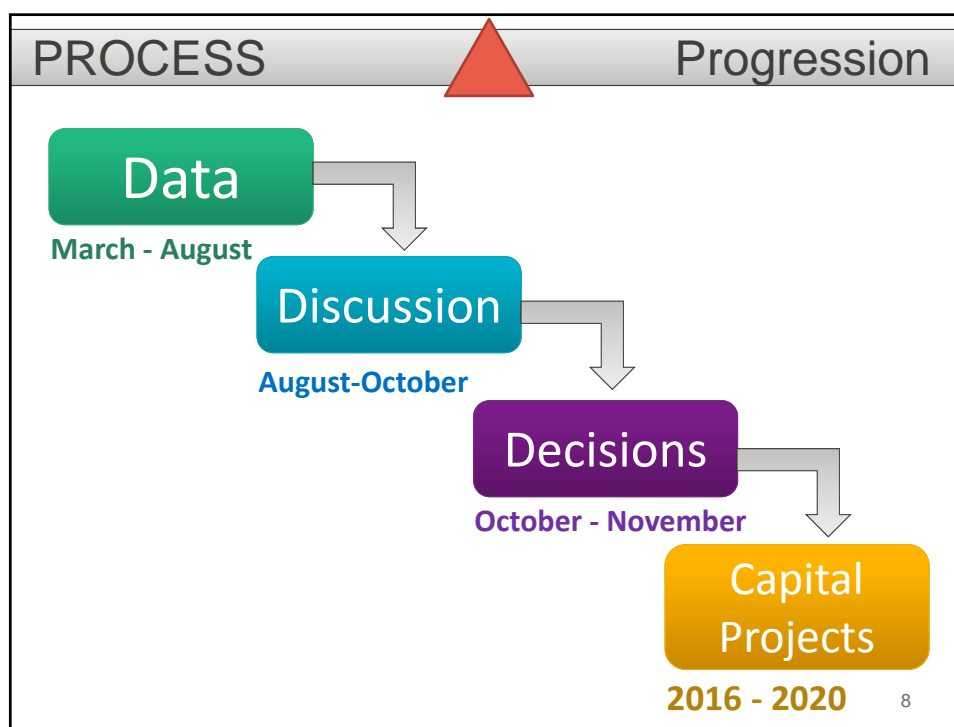 PROCESS
Progression
Data
March - August
Discussion
August-October
Decisions
October - November
Capital
Projects
2016 - 2020
8